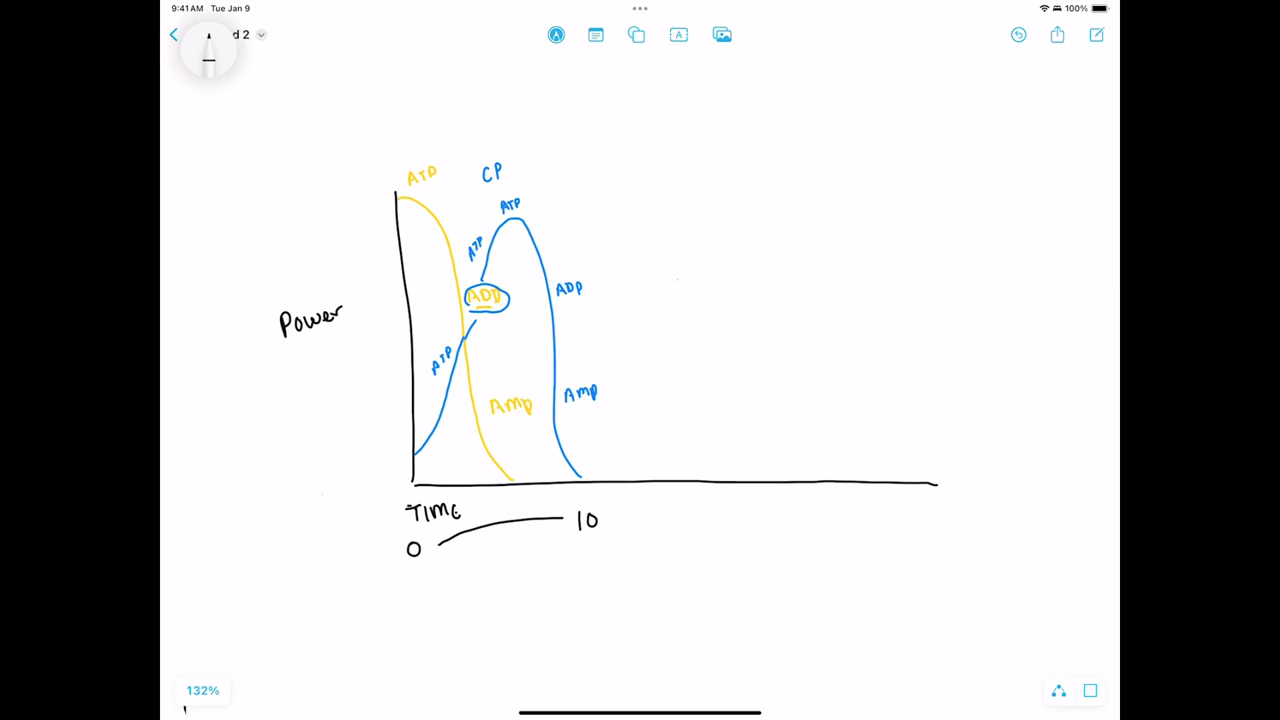 9:41 AM Tue Jan 9
100%
d 2
A
ATP
CP
ATP
ATP
ADP
ADP
Power
ATP
AMP
AMP
TIME
0
10
132%